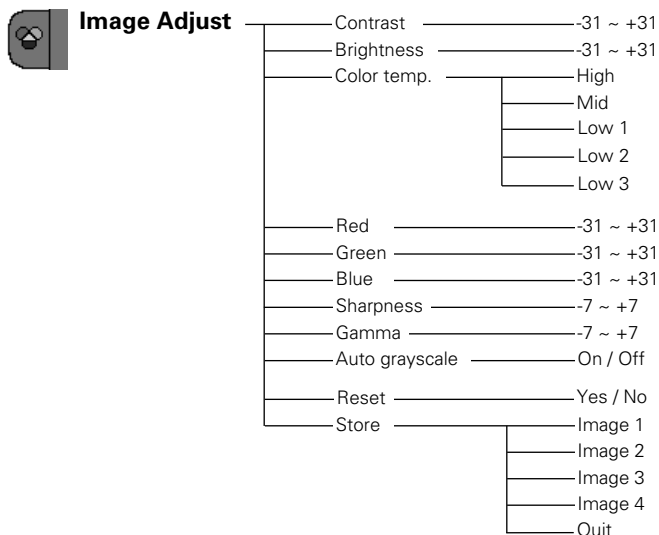 Image Adjust Contrast -31 ~ +31
Brightness -31 ~ +31
Color temp. High
Mid
Low 1
Low 2
Low 3
Red -31 ~ +31
Green -31 ~ +31
Blue -31 ~ +31
Sharpness -7 ~ +7
Gamma -7 ~ +7
Auto grayscale On / Off
Reset Yes / No
Store Image 1
Image 2
Image 3
Image 4
Quit